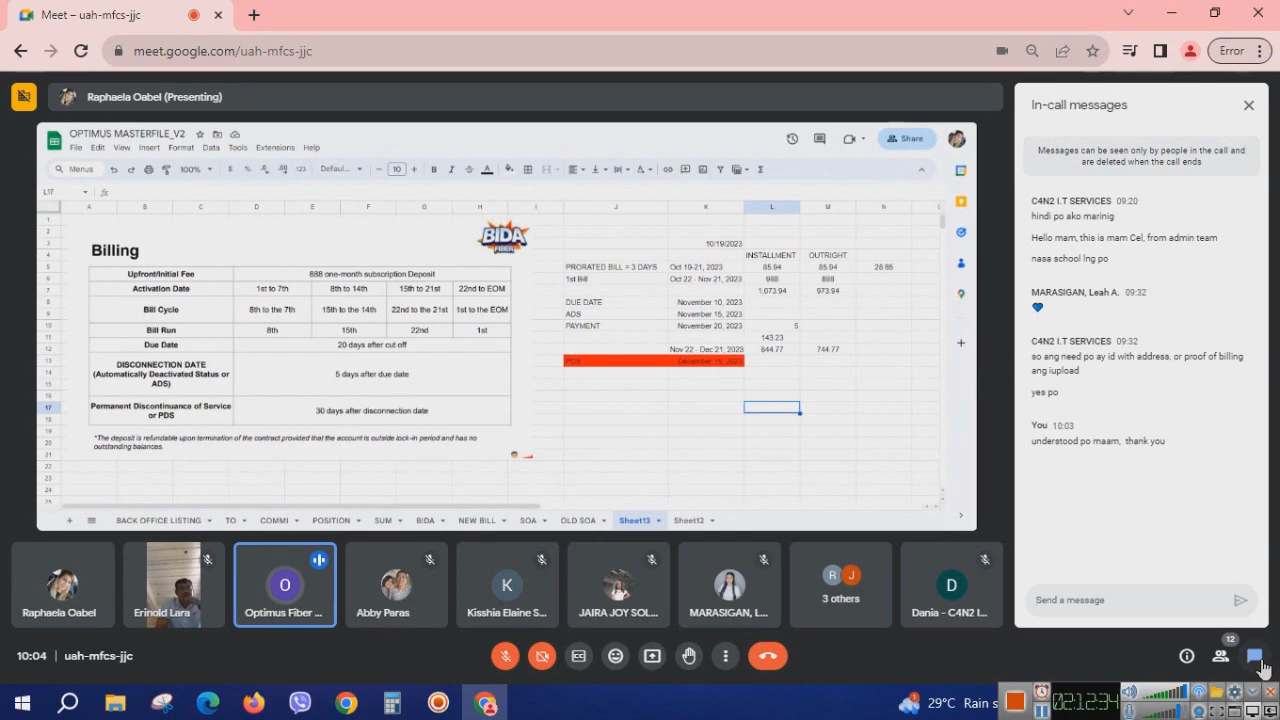 Meet – uah-mfcs-jjc
meet.google.com/uah-mfcs-jjc
Error
Raphaela Oabel (Presenting)
OPTIMUS MASTERFILE_V2
File Edit View Insert Format Data Tools Extensions Help
Share
Menus 100% $ % .0 .00 123 Defaul... − 10 + B I S A
L17 fx
A B C D E F G H I J K L M N
BIDA
FIBER
Billing
Upfront/Initial Fee 888 one-month subscription Deposit
Activation Date 1st to 7th 8th to 14th 15th to 21st 22nd to EOM
Bill Cycle 8th to the 7th 15th to the 14th 22nd to the 21st 1st to the EOM
Bill Run 8th 15th 22nd 1st
Due Date 20 days after cut off
DISCONNECTION DATE
(Automatically Deactivated Status or
ADS)
5 days after due date
Permanent Discontinuance of Service
or PDS
30 days after disconnection date
*The deposit is refundable upon termination of the contract provided that the account is outside lock-in period and has no
outstanding balances.
10/19/2023
INSTALLMENT OUTRIGHT
PRORATED BILL = 3 DAYS Oct 19-21, 2023 85.94 85.94 28.65
1st Bill Oct 22 - Nov 21, 2023 988 888
1,073.94 973.94
DUE DATE November 10, 2023
ADS November 15, 2023
PAYMENT November 20, 2023 5
143.23
Nov 22 - Dec 21, 2023 844.77 744.77
PDS December 15, 2023
BACK OFFICE LISTING TO COMMI POSITION SUM BIDA NEW BILL SOA OLD SOA Sheet13 Sheet12
In-call messages
Messages can be seen only by people in the call and
are deleted when the call ends
C4N2 I.T SERVICES 09:20
hindi po ako marinig
Hello mam, this is mam Cel, from admin team
nasa school lng po
MARASIGAN, Leah A. 09:32
C4N2 I.T SERVICES 09:32
so ang need po ay id with address, or proof of billing
ang iupload
yes po
You 10:03
understood po maam, thank you
Send a message
Raphaela Oabel
Erinold Lara
O
Optimus Fiber ...
Abby Paras
K
Kisshia Elaine S...
JAIRA JOY SOL...
MARASIGAN, L...
R J
3 others
D
Dania - C4N2 I...
10:04 uah-mfcs-jjc
12
29°C Rain s
02:12:34